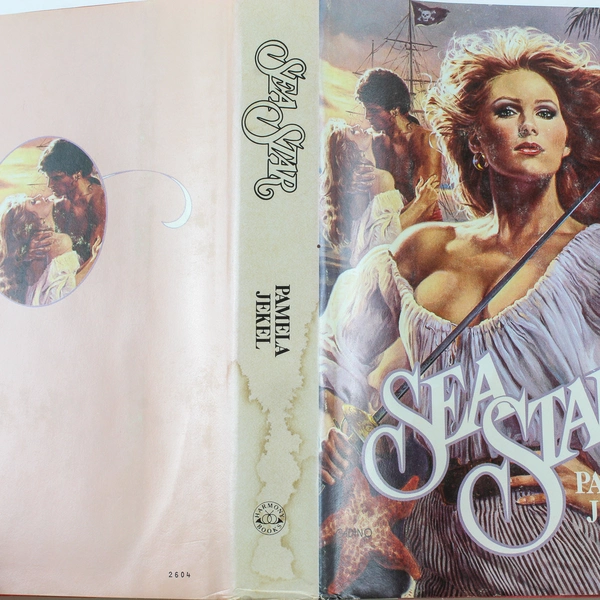 2604
SEA STAR
PAMELA
JEKEL
HARMONY
BOOKS
SEA
STA
PA
J